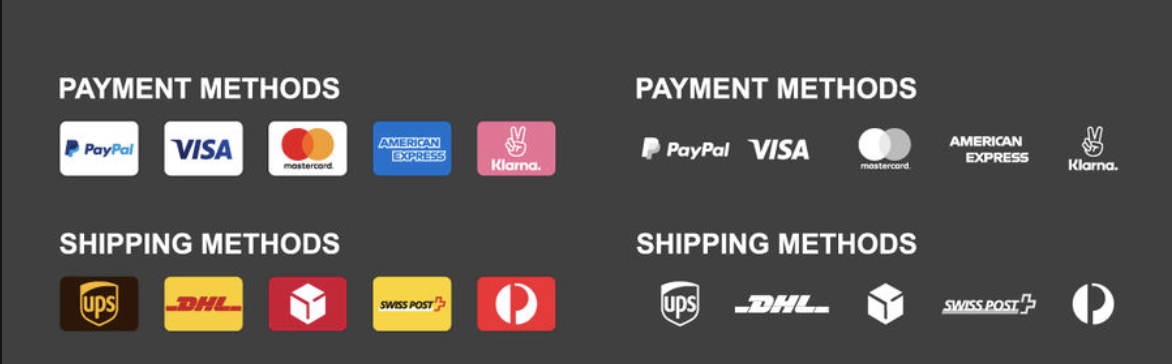 PAYMENT METHODS
PayPal
VISA
mastercard.
AMERICAN
EXPRESS
Klarna.
SHIPPING METHODS
ups
DHL
SWISS POST
PAYMENT METHODS
PayPal
VISA
mastercard.
AMERICAN
EXPRESS
Klarna.
SHIPPING METHODS
ups
DHL
SWISS POST